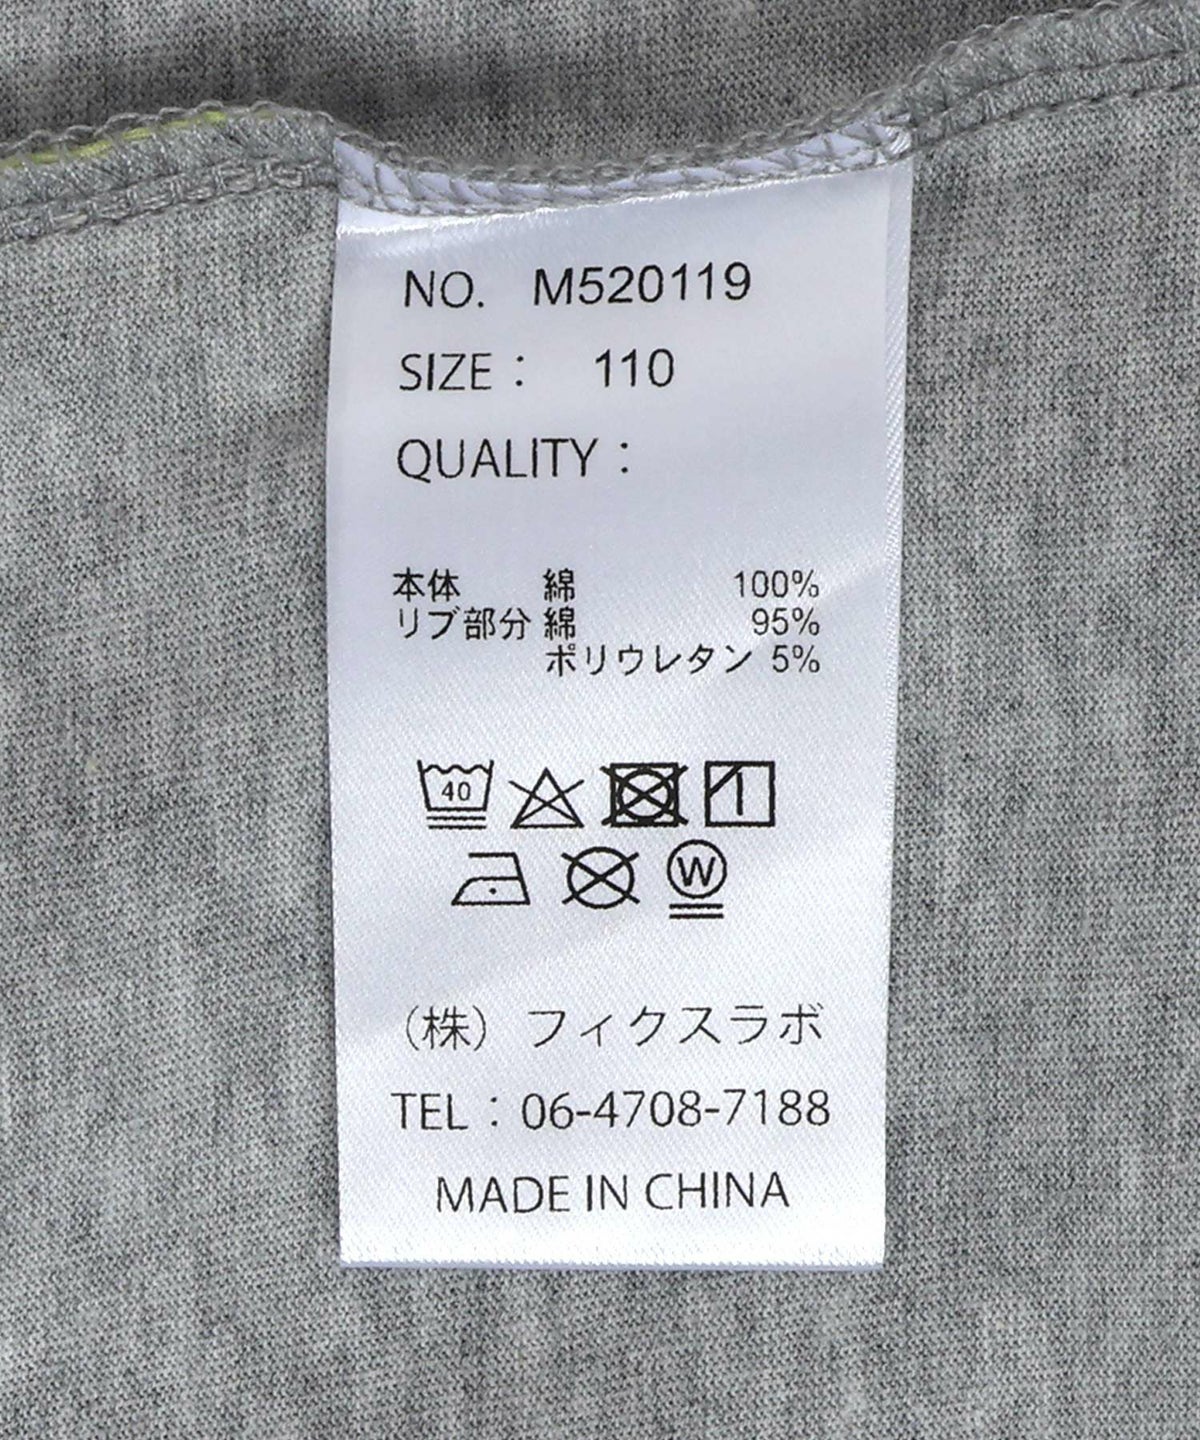 NO. M520119
SIZE： 110
QUALITY：
本体 綿 100%
リブ部分 綿 95%
ポリウレタン 5%
40
W
（株）フィクスラボ
TEL：06-4708-7188
MADE IN CHINA